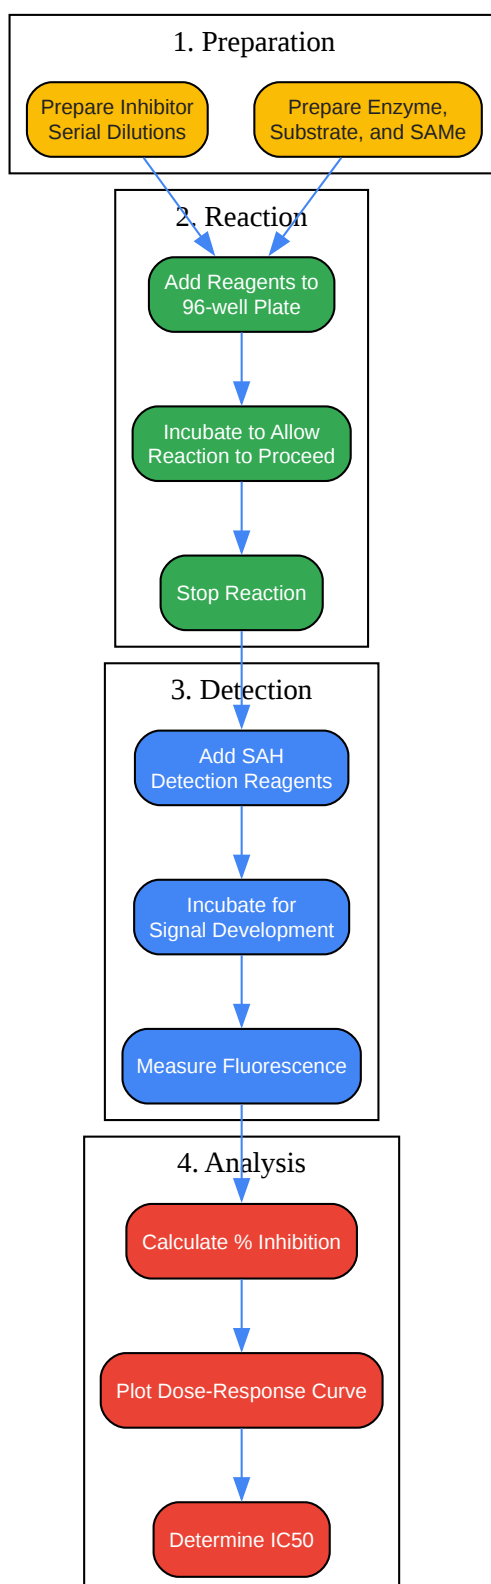 1. Preparation
Prepare Inhibitor
Serial Dilutions
Prepare Enzyme,
Substrate, and SAMe
2. Reaction
Add Reagents to
96-well Plate
Incubate to Allow
Reaction to Proceed
Stop Reaction
3. Detection
Add SAH
Detection Reagents
Incubate for
Signal Development
Measure Fluorescence
4. Analysis
Calculate % Inhibition
Plot Dose-Response Curve
Determine IC50